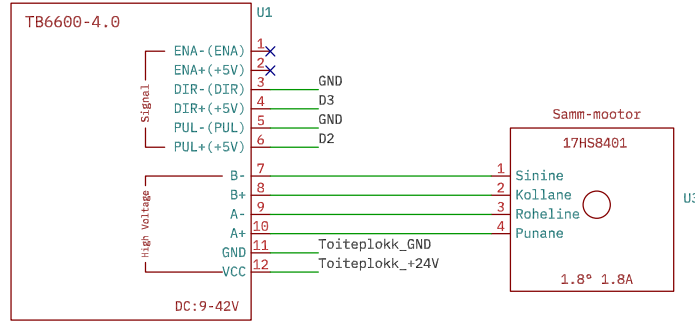 U1
TB6600-4.0
ENA-(ENA) 1
ENA+(+5V) 2
DIR-(DIR) 3 GND
DIR+(+5V) 4 D3
PUL-(PUL) 5 GND
PUL+(+5V) 6 D2
Signal
B- 7
B+ 8
A- 9
A+ 10
GND 11 Toiteplokk_GND
VCC 12 Toiteplokk_+24V
High Voltage
DC:9-42V
Samm-mootor
17HS8401
1 Sinine
2 Kollane
3 Roheline
4 Punane
1.8° 1.8A